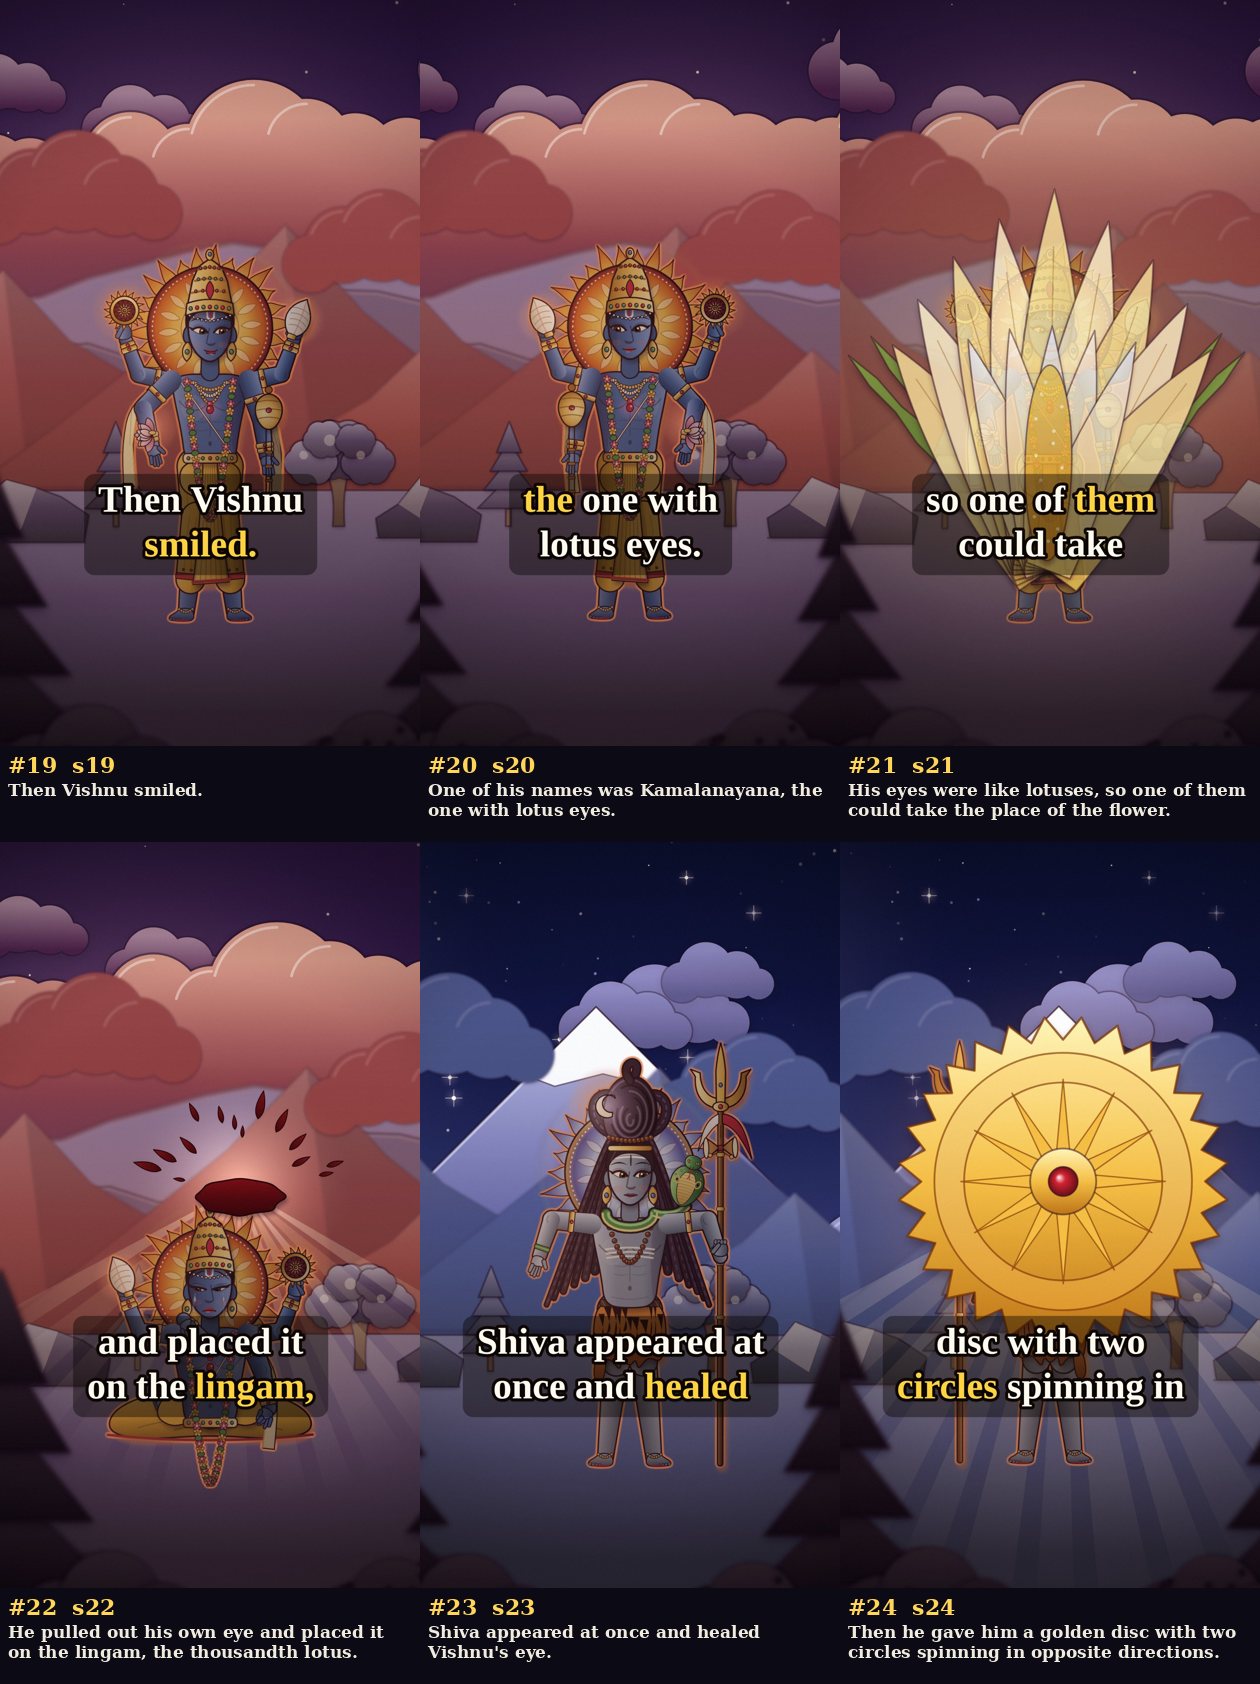 Then Vishnu
smiled.
the one with
lotus eyes.
so one of them
could take
#19 s19
Then Vishnu smiled.
#20 s20
One of his names was Kamalanayana, the
one with lotus eyes.
#21 s21
His eyes were like lotuses, so one of them
could take the place of the flower.
and placed it
on the lingam,
Shiva appeared at
once and healed
disc with two
circles spinning in
#22 s22
He pulled out his own eye and placed it
on the lingam, the thousandth lotus.
#23 s23
Shiva appeared at once and healed
Vishnu's eye.
#24 s24
Then he gave him a golden disc with two
circles spinning in opposite directions.